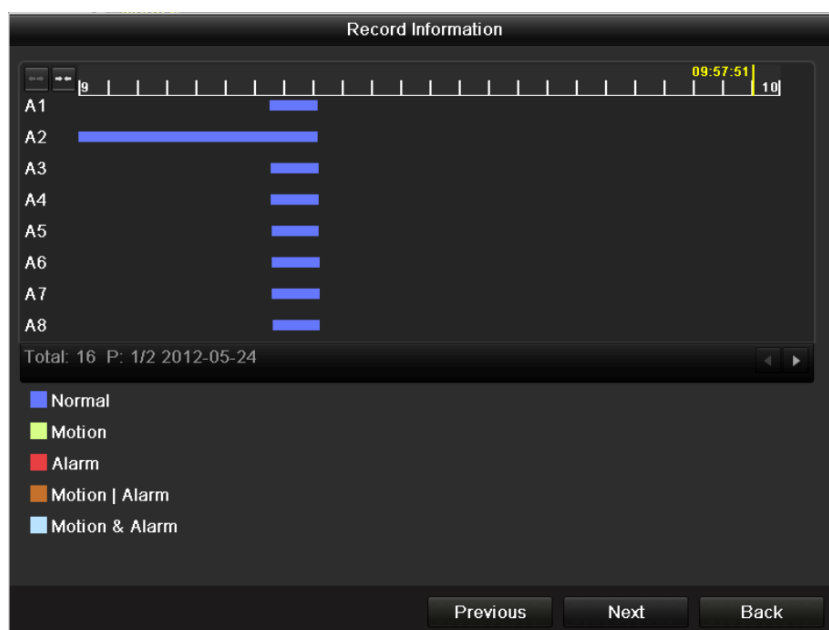 Record Information
09:57:51
9 10
A1
A2
A3
A4
A5
A6
A7
A8
Total: 16 P: 1/2 2012-05-24
Normal
Motion
Alarm
Motion | Alarm
Motion & Alarm
Previous Next Back